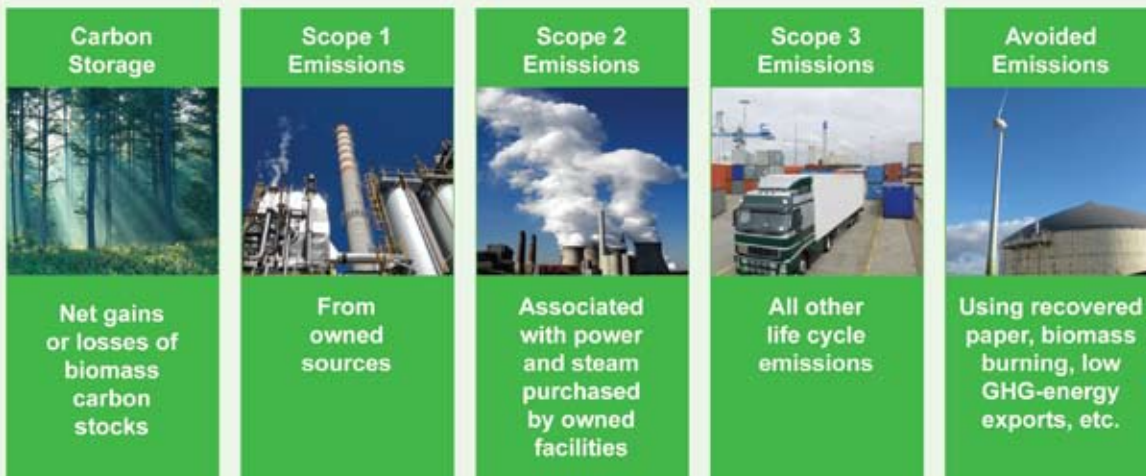 Carbon
Storage
Net gains
or losses of
biomass
carbon
stocks
Scope 1
Emissions
From
owned
sources
Scope 2
Emissions
Associated
with power
and steam
purchased
by owned
facilities
Scope 3
Emissions
All other
life cycle
emissions
Avoided
Emissions
Using recovered
paper, biomass
burning, low
GHG-energy
exports, etc.